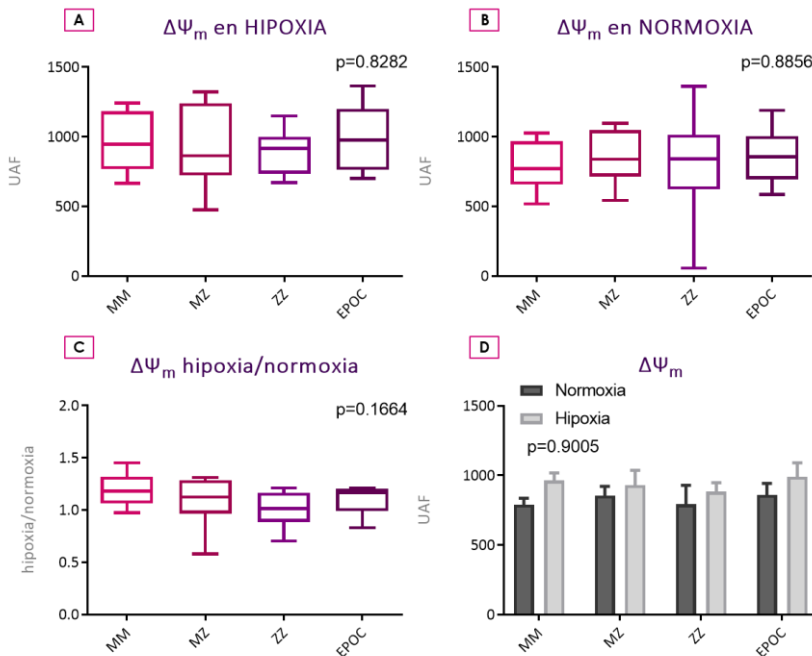 A
ΔΨm en HIPOXIA
p=0.8282
1500
1000
500
0
UAF
MM
MZ
ZZ
EPOC
B
ΔΨm en NORMOXIA
p=0.8856
1500
1000
500
0
UAF
MM
MZ
ZZ
EPOC
C
ΔΨm hipoxia/normoxia
p=0.1664
2.0
1.5
1.0
0.5
0.0
hipoxia/normoxia
MM
MZ
ZZ
EPOC
D
ΔΨm
Normoxia
Hipoxia
p=0.9005
1500
1000
500
0
UAF
MM
MZ
ZZ
EPOC